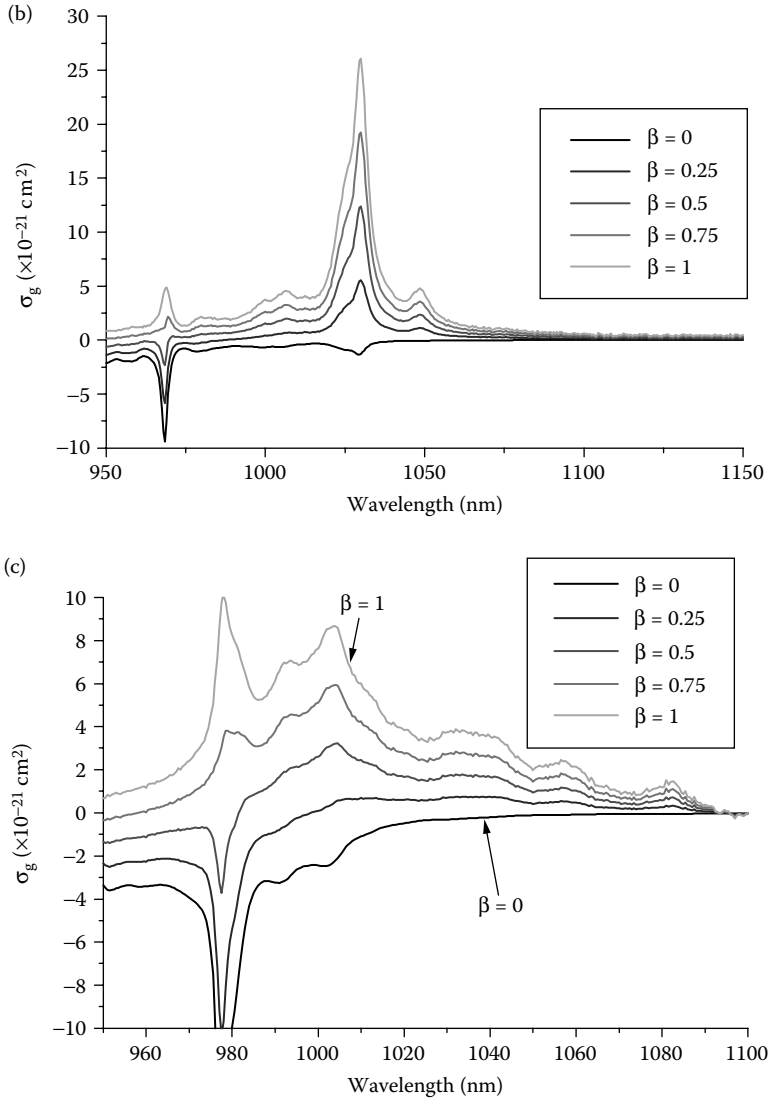 (b)
30
25
20
15
10
5
0
−5
−10
σg (×10−21 cm2)
β = 0
β = 0.25
β = 0.5
β = 0.75
β = 1
950
1000
1050
1100
1150
Wavelength (nm)
(c)
10
8
6
4
2
0
−2
−4
−6
−8
−10
σg (×10−21 cm2)
β = 1
β = 0
β = 0
β = 0.25
β = 0.5
β = 0.75
β = 1
960
980
1000
1020
1040
1060
1080
1100
Wavelength (nm)